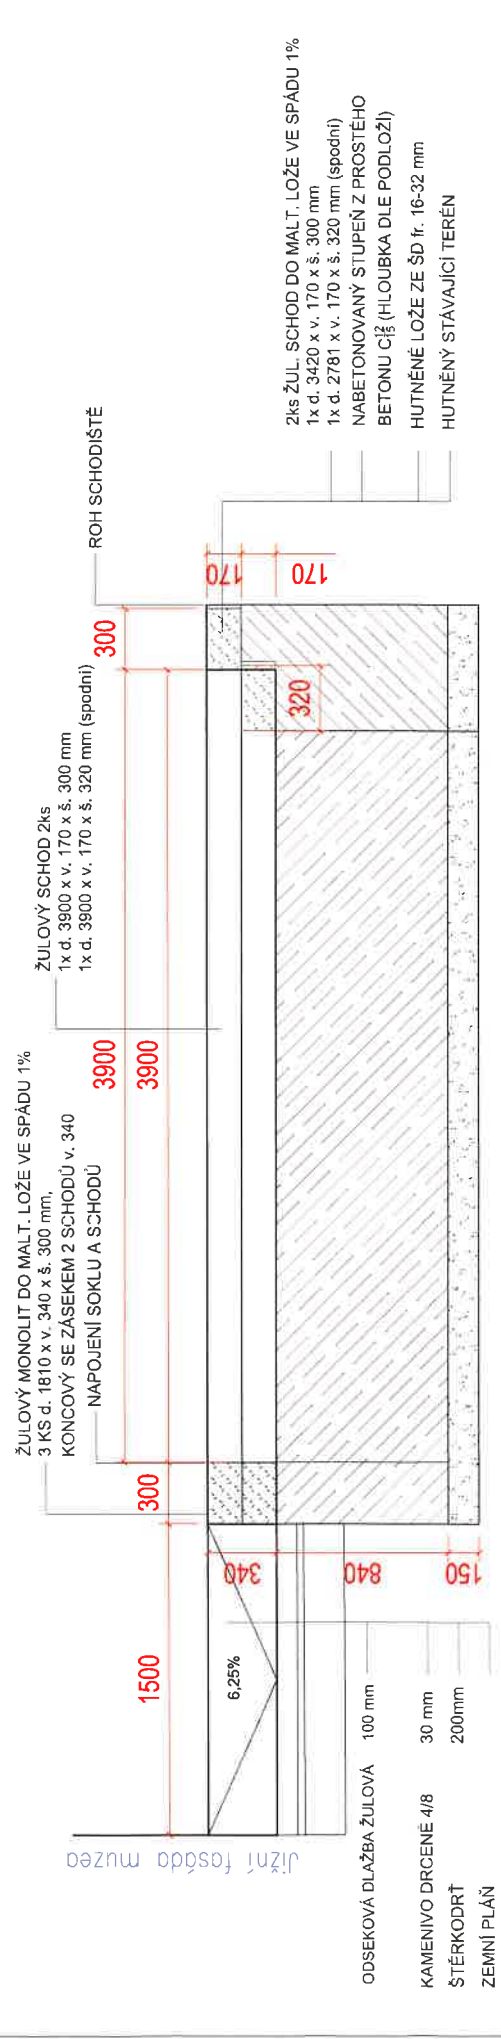 ŽULOVÝ MONOLIT DO MALT. LOŽE VE SPÁDU 1%
3 KS d. 1810 x v. 340 x š. 300 mm,
KONCOVÝ SE ZÁSEKEM 2 SCHODŮ v. 340
NAPOJENÍ SOKLU A SCHODŮ
ŽULOVÝ SCHOD 2ks
1x d. 3900 x v. 170 x š. 300 mm
1x d. 3900 x v. 170 x š. 320 mm (spodní)
ROH SCHODIŠTĚ
3900
300
1500
300
3900
6,25%
340
840
150
170
170
320
Jižní fasáda muzea
2ks ŽUL. SCHOD DO MALT. LOŽE VE SPÁDU 1%
1x d. 3420 x v. 170 x š. 300 mm
1x d. 2781 x v. 170 x š. 320 mm (spodní)
NABETONOVANÝ STUPEŇ Z PROSTÉHO
BETONU C12/15 (HLOUBKA DLE PODLOŽÍ)
HUTNĚNÉ LOŽE ZE ŠD fr. 16-32 mm
HUTNĚNÝ STÁVAJÍCÍ TERÉN
ODSEKOVÁ DLAŽBA ŽULOVÁ 100 mm
KAMENIVO DRCENÉ 4/8 30 mm
ŠTĚRKODRŤ 200mm
ZEMNÍ PLÁŇ